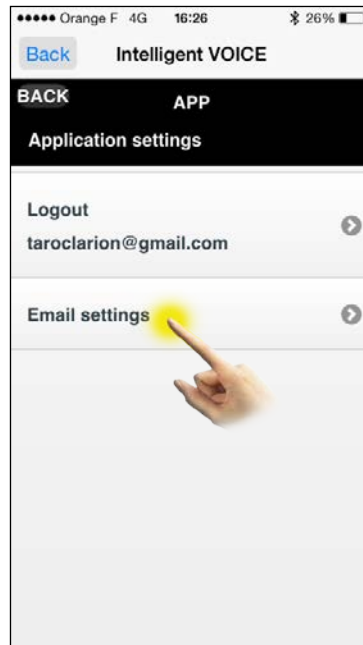 Orange F 4G 16:26 26%
Back Intelligent VOICE
BACK APP
Application settings
Logout
taroclarion@gmail.com
Email settings